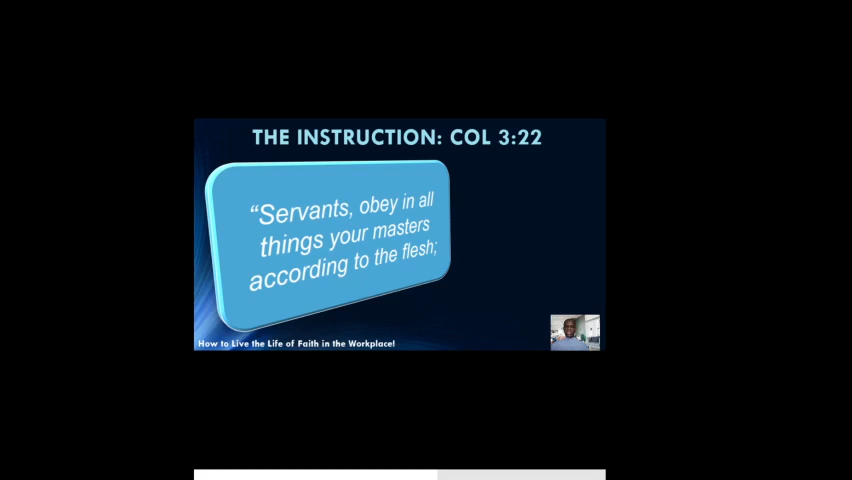 THE INSTRUCTION: COL 3:22
“Servants, obey in all
things your masters
according to the flesh;
How to Live the Life of Faith in the Workplace!